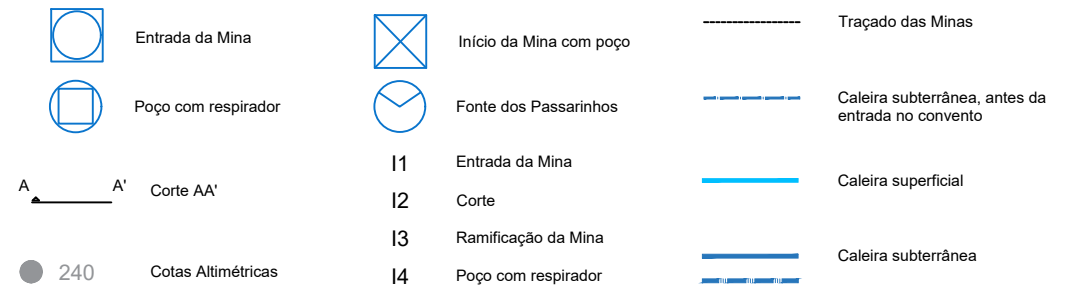 Entrada da Mina
Poço com respirador
A A' Corte AA'
240 Cotas Altimétricas
Início da Mina com poço
Fonte dos Passarinhos
I1 Entrada da Mina
I2 Corte
I3 Ramificação da Mina
I4 Poço com respirador
Traçado das Minas
Caleira subterrânea, antes da
entrada no convento
Caleira superficial
Caleira subterrânea